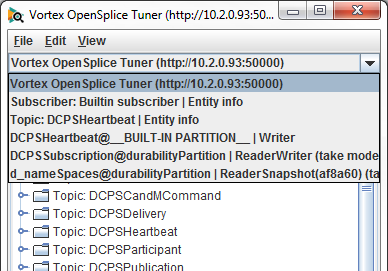 Vortex OpenSplice Tuner (http://10.2.0.93:50...
File Edit View
Vortex OpenSplice Tuner (http://10.2.0.93:50000)
Vortex OpenSplice Tuner (http://10.2.0.93:50000)
Subscriber: Builtin subscriber | Entity info
Topic: DCPSHeartbeat | Entity info
DCPSHeartbeat@__BUILT-IN PARTITION__ | Writer
DCPSSubscription@durabilityPartition | ReaderWriter (take mode
d_nameSpaces@durabilityPartition | ReaderSnapshot(af8a60) (ta
Topic: DCPSCandMCommand
Topic: DCPSDelivery
Topic: DCPSHeartbeat
Topic: DCPSParticipant
Topic: DCPSPublication